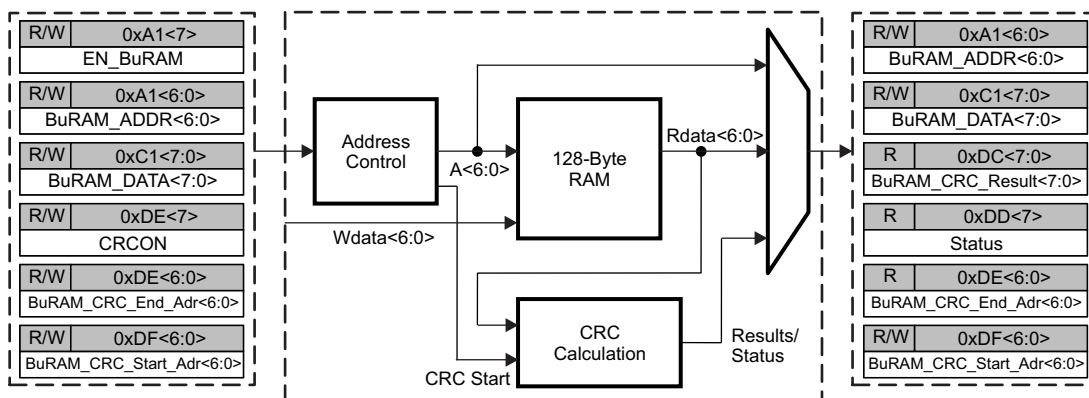 R/W 0xA1<7>
EN_BuRAM
R/W 0xA1<6:0>
BuRAM_ADDR<6:0>
R/W 0xC1<7:0>
BuRAM_DATA<7:0>
R/W 0xDE<7>
CRCON
R/W 0xDE<6:0>
BuRAM_CRC_End_Adr<6:0>
R/W 0xDF<6:0>
BuRAM_CRC_Start_Adr<6:0>
Address
Control
A<6:0>
Wdata<6:0>
128-Byte
RAM
Rdata<6:0>
CRC
Calculation
CRC Start
Results/
Status
R/W 0xA1<6:0>
BuRAM_ADDR<6:0>
R/W 0xC1<7:0>
BuRAM_DATA<7:0>
R 0xDC<7:0>
BuRAM_CRC_Result<7:0>
R 0xDD<7>
Status
R 0xDE<6:0>
BuRAM_CRC_End_Adr<6:0>
R/W 0xDF<6:0>
BuRAM_CRC_Start_Adr<6:0>